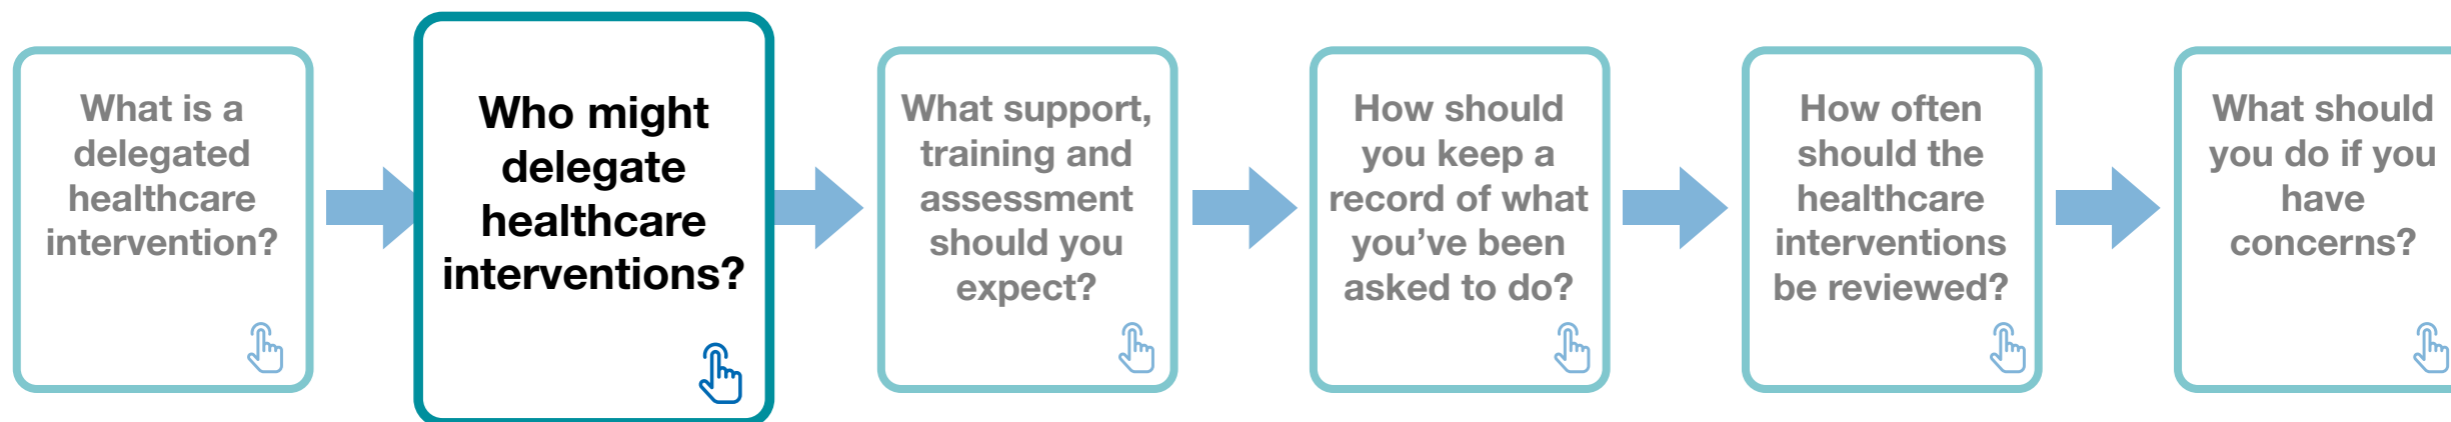 What is a
delegated
healthcare
intervention?
Who might
delegate
healthcare
interventions?
What support,
training and
assessment
should you
expect?
How should
you keep a
record of what
you’ve been
asked to do?
How often
should the
healthcare
interventions
be reviewed?
What should
you do if you
have
concerns?